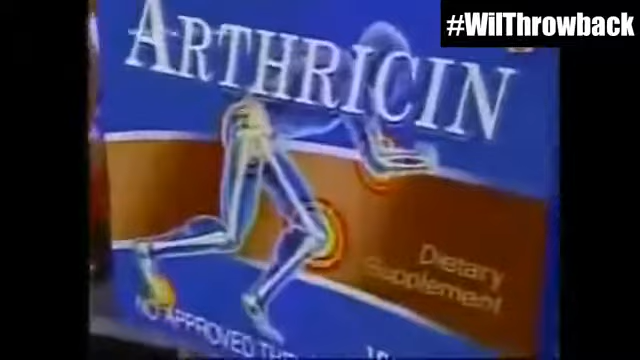 #WilThrowback
ARTHRICIN
Dietary
Supplement
NO APPROVED